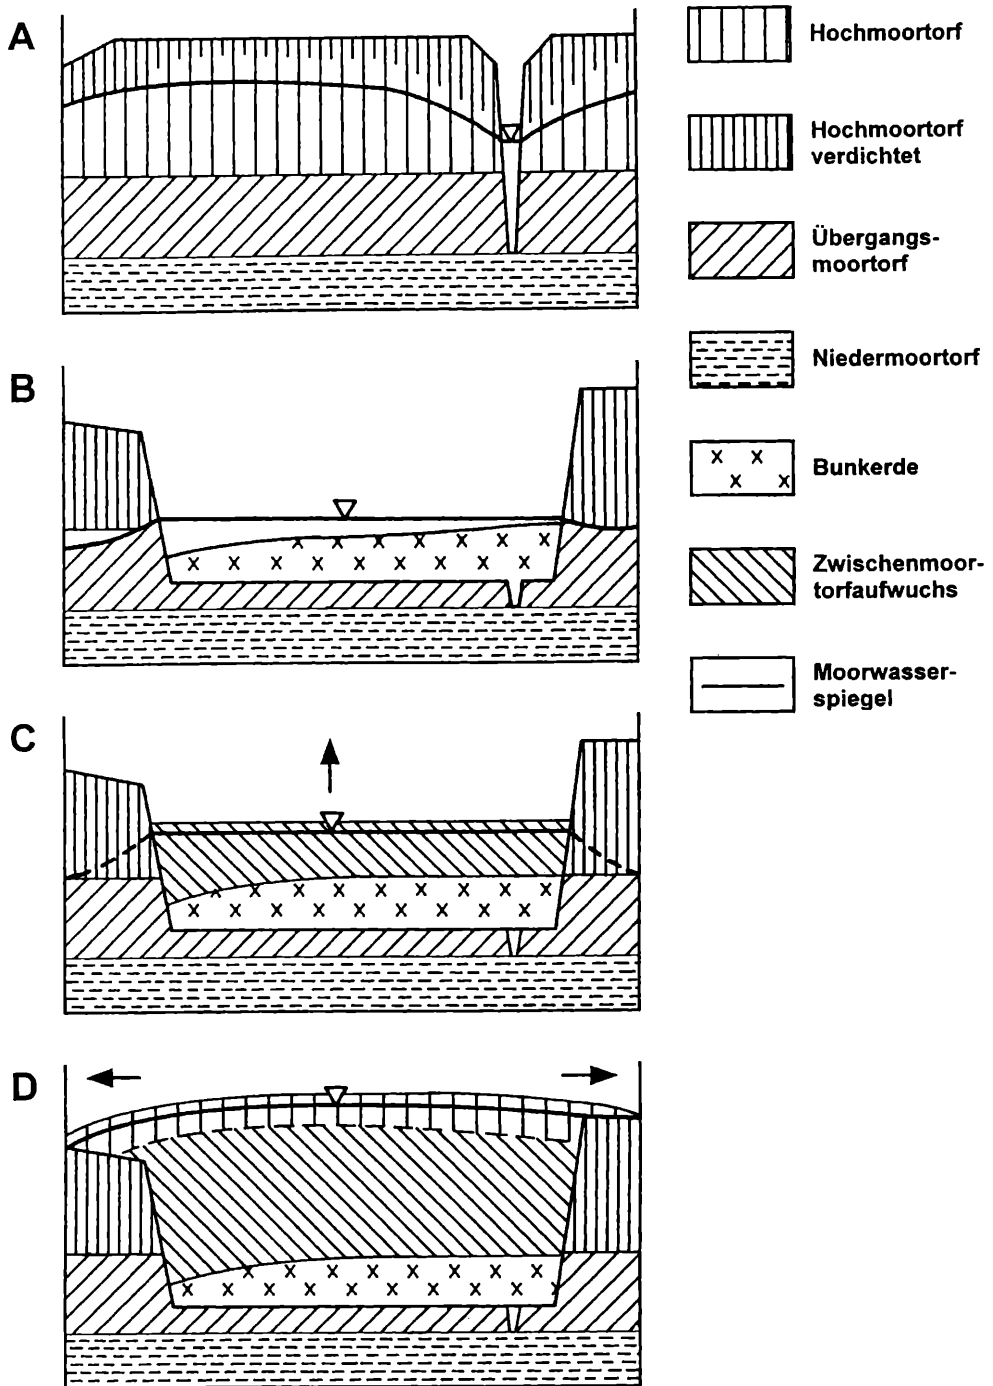 A
Hochmoortorf
Hochmoortorf
verdichtet
Übergangs-
moortorf
Niedermoortorf
B
Bunkerde
Zwischenmoor-
torfaufwuchs
Moorwasser-
spiegel
C
D